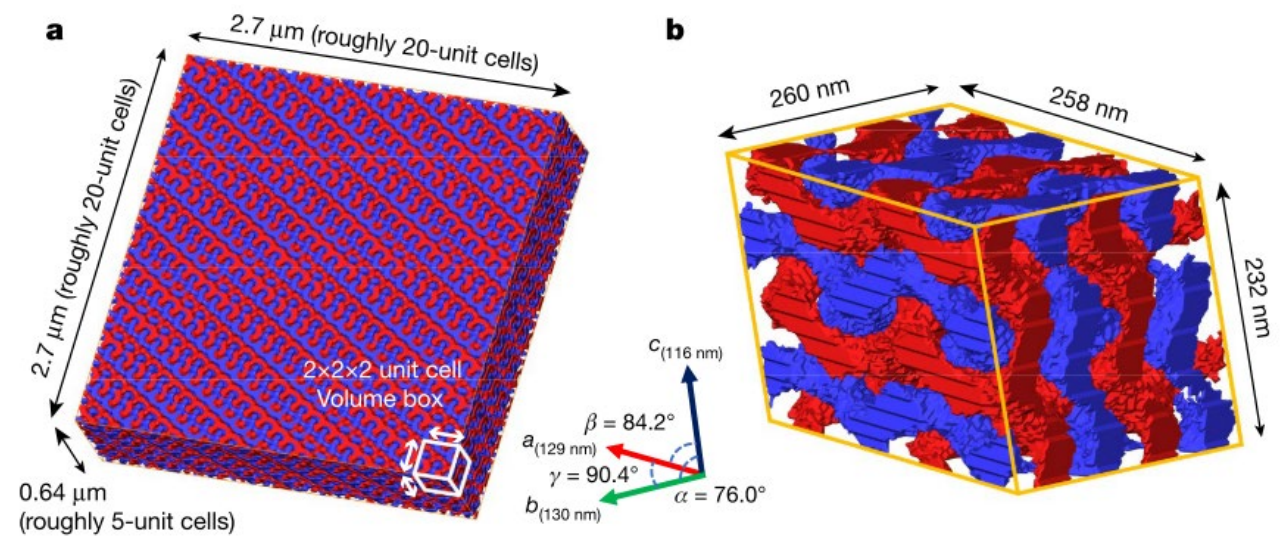 a
2.7 μm (roughly 20-unit cells)
2.7 μm (roughly 20-unit cells)
2×2×2 unit cell
Volume box
0.64 μm
(roughly 5-unit cells)
c(116 nm)
β = 84.2°
a(129 nm)
γ = 90.4°
b(130 nm)
α = 76.0°
b
260 nm
258 nm
232 nm